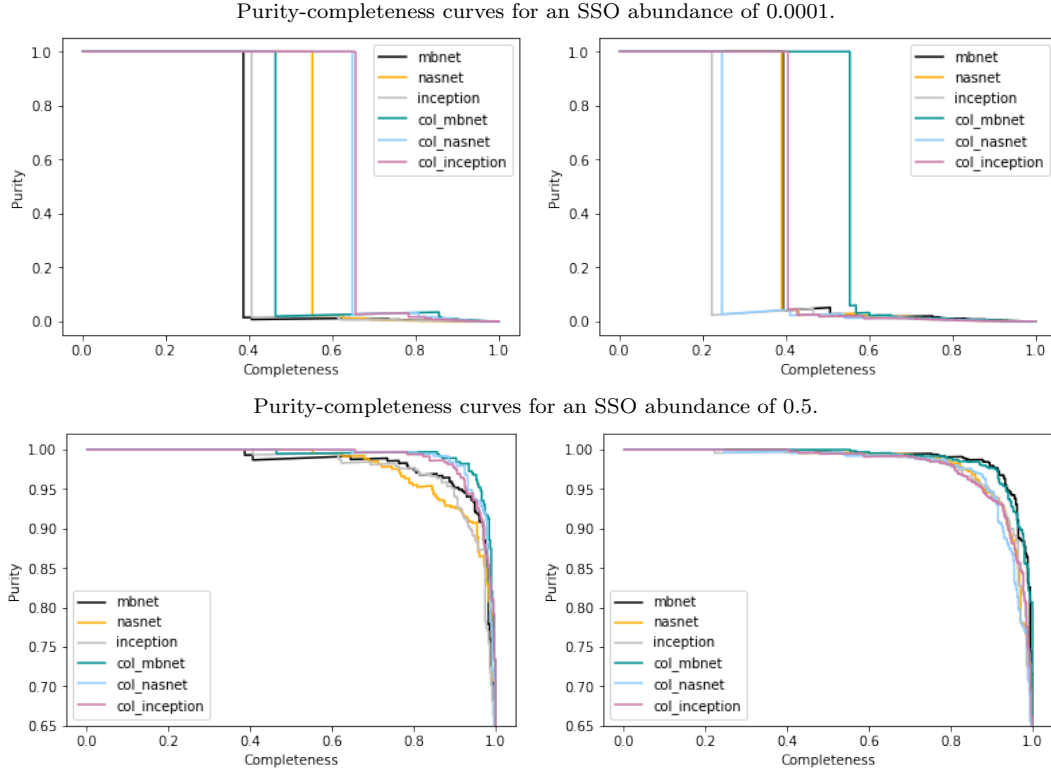 Purity-completeness curves for an SSO abundance of 0.0001.
1.0
0.8
0.6
0.4
0.2
0.0
Purity
0.0 0.2 0.4 0.6 0.8 1.0
Completeness
mbnet
nasnet
inception
col_mbnet
col_nasnet
col_inception
1.0
0.8
0.6
0.4
0.2
0.0
Purity
0.0 0.2 0.4 0.6 0.8 1.0
Completeness
mbnet
nasnet
inception
col_mbnet
col_nasnet
col_inception
Purity-completeness curves for an SSO abundance of 0.5.
1.00
0.95
0.90
0.85
0.80
0.75
0.70
0.65
Purity
mbnet
nasnet
inception
col_mbnet
col_nasnet
col_inception
0.0 0.2 0.4 0.6 0.8 1.0
Completeness
1.00
0.95
0.90
0.85
0.80
0.75
0.70
0.65
Purity
mbnet
nasnet
inception
col_mbnet
col_nasnet
col_inception
0.0 0.2 0.4 0.6 0.8 1.0
Completeness